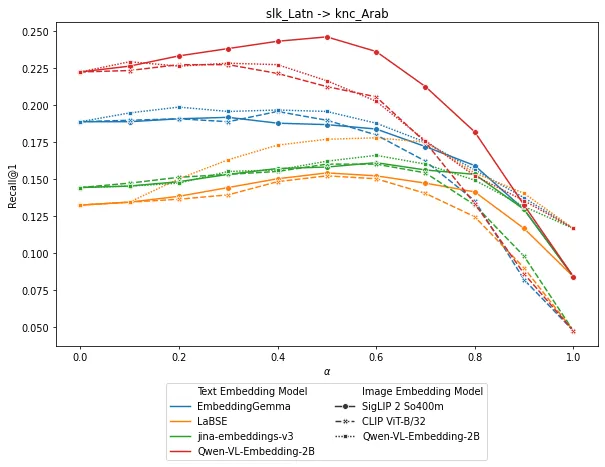 slk_Latn -> knc_Arab
Recall@1
0.250
0.225
0.200
0.175
0.150
0.125
0.100
0.075
0.050
0.0 0.2 0.4 0.6 0.8 1.0
α
Text Embedding Model Image Embedding Model
EmbeddingGemma SigLIP 2 So400m
LaBSE CLIP ViT-B/32
jina-embeddings-v3 Qwen-VL-Embedding-2B
Qwen-VL-Embedding-2B